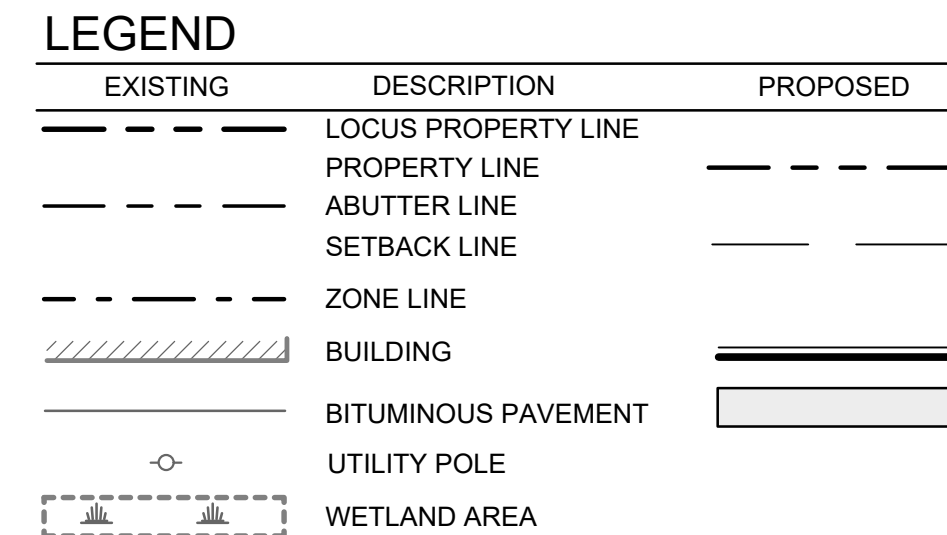 LEGEND
EXISTING DESCRIPTION PROPOSED
LOCUS PROPERTY LINE
PROPERTY LINE
ABUTTER LINE
SETBACK LINE
ZONE LINE
BUILDING
BITUMINOUS PAVEMENT
UTILITY POLE
WETLAND AREA